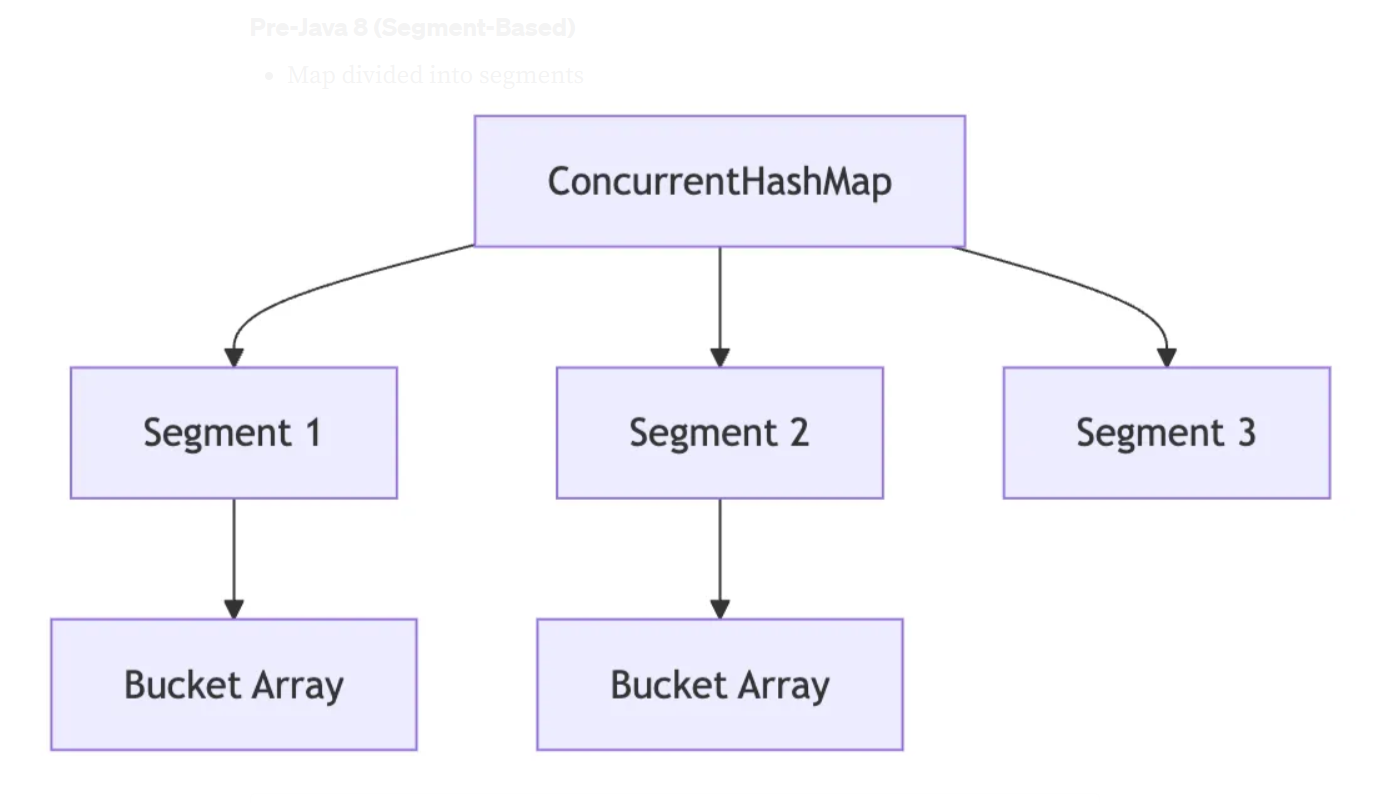 Pre-Java 8 (Segment-Based)
• Map divided into segments
ConcurrentHashMap
Segment 1
Segment 2
Segment 3
Bucket Array
Bucket Array